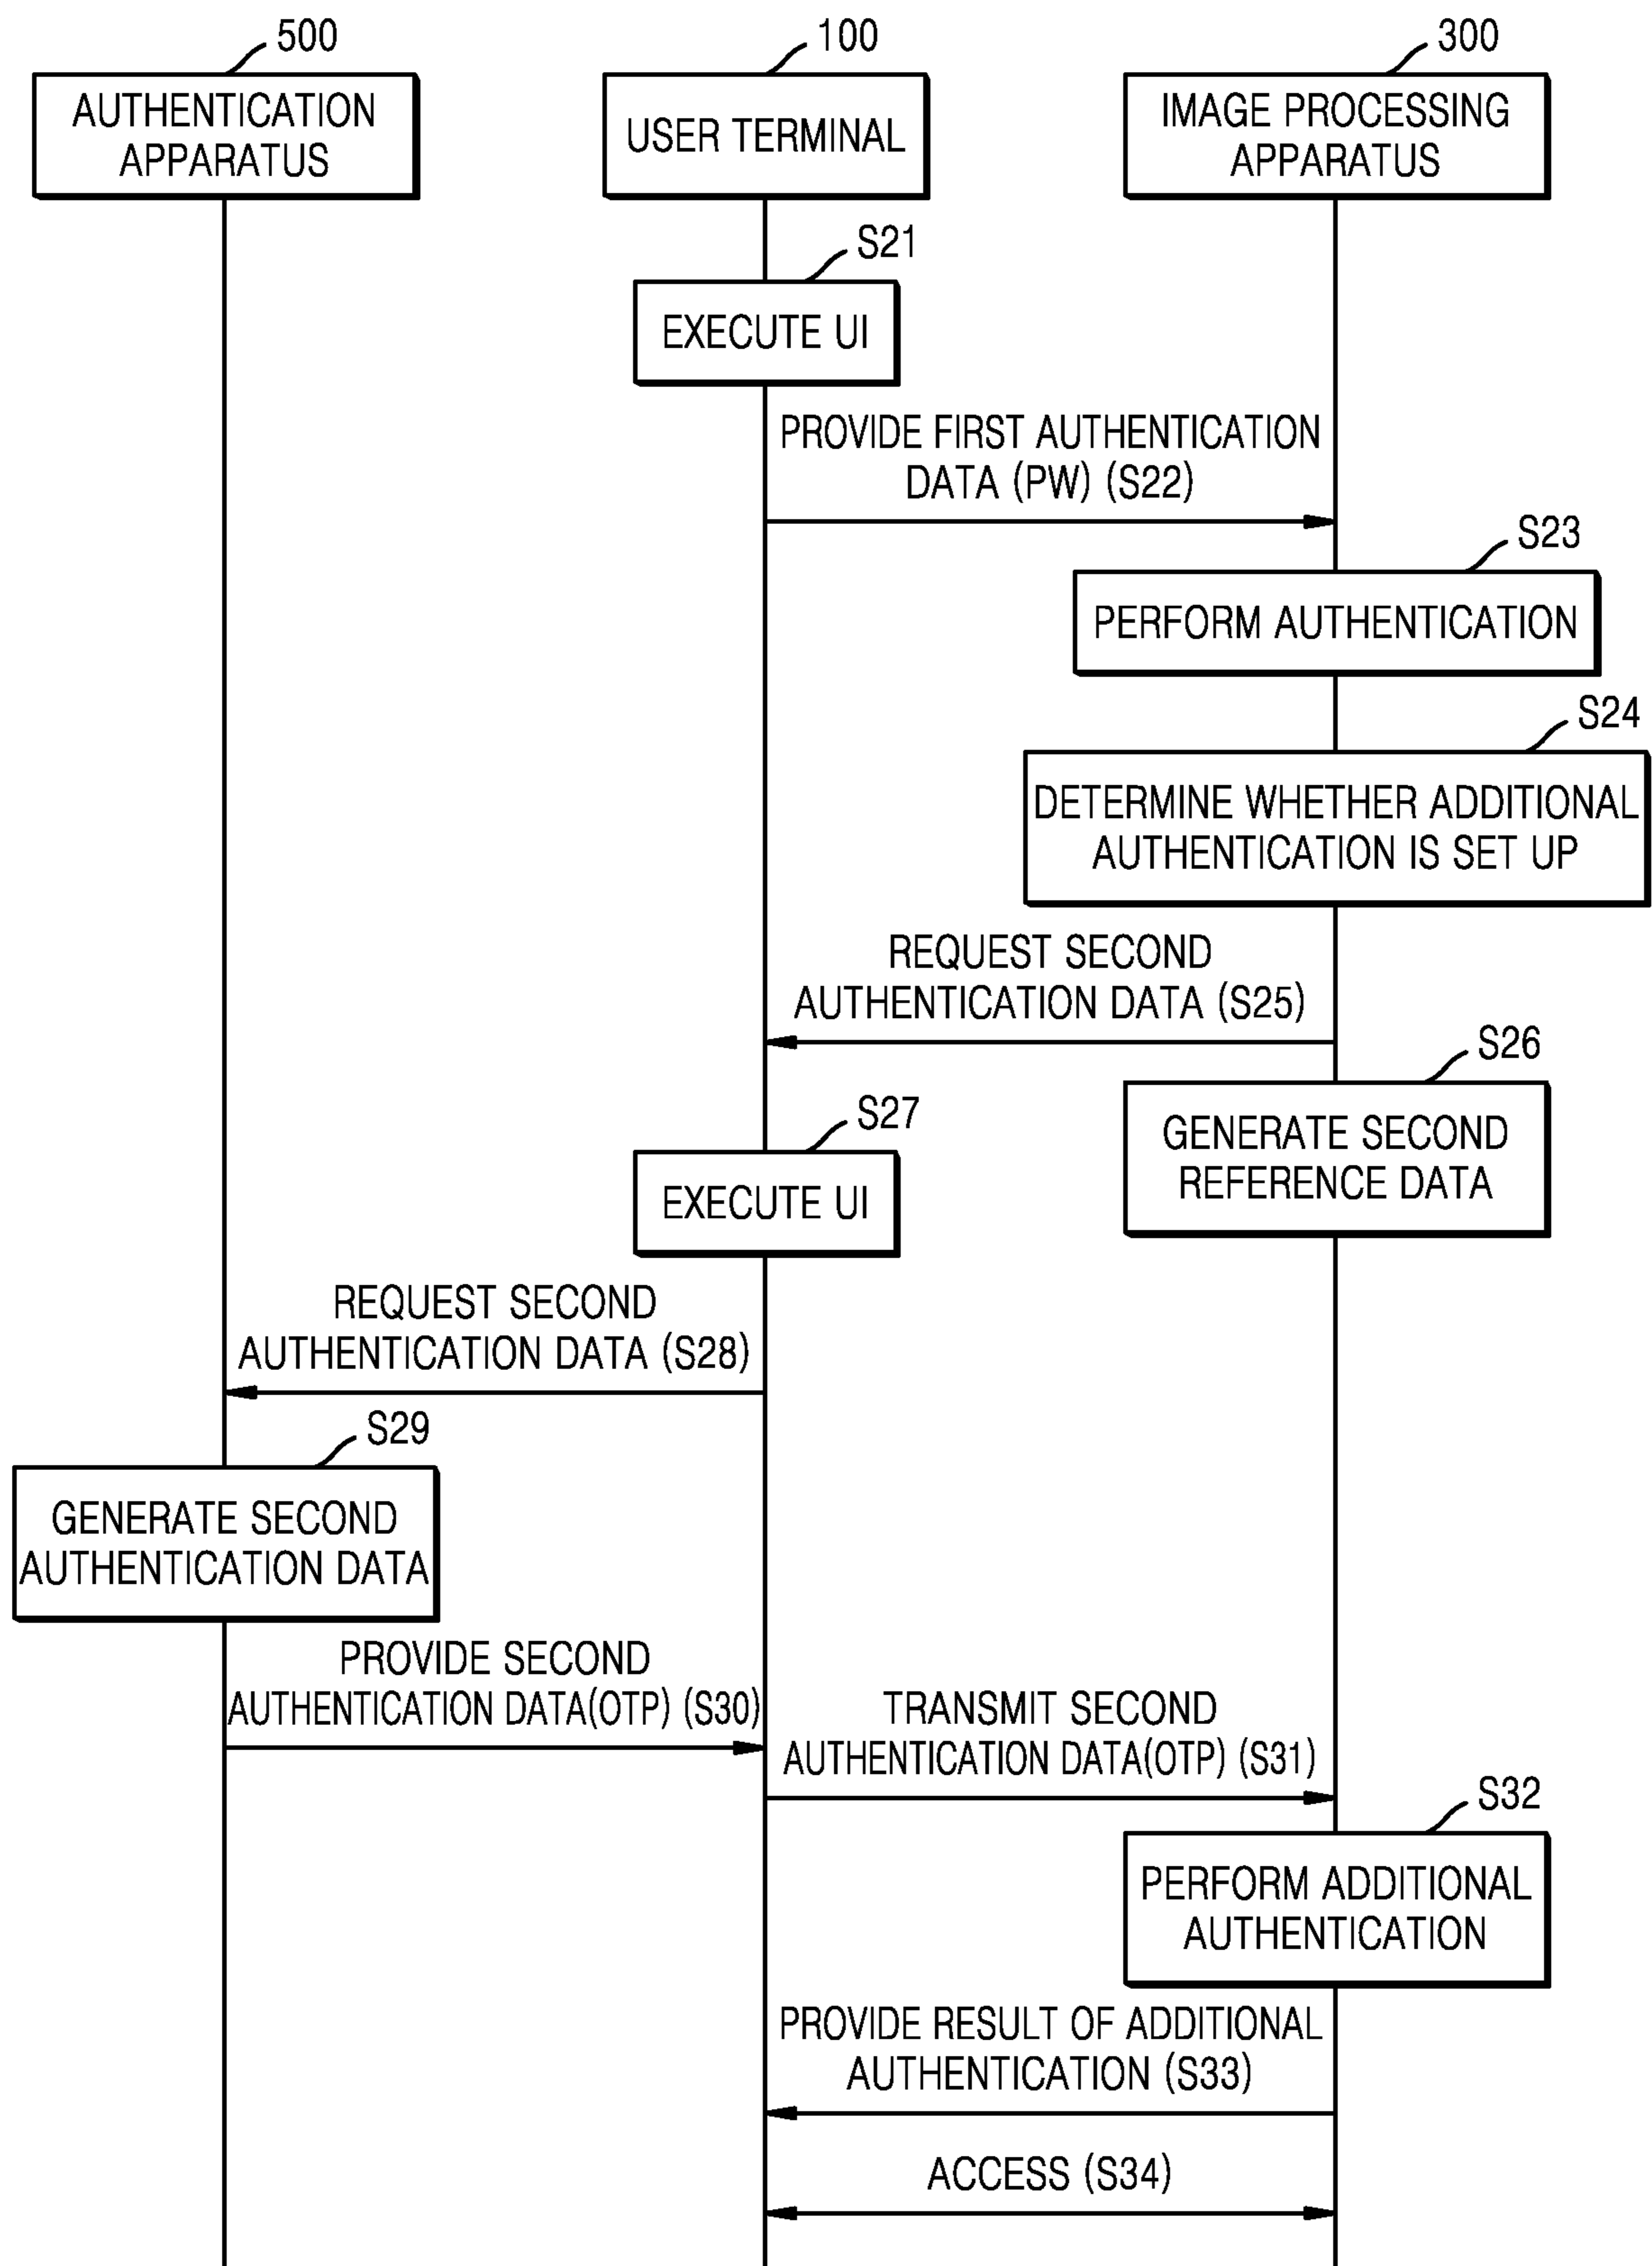 500
100
300
AUTHENTICATION
APPARATUS
USER TERMINAL
IMAGE PROCESSING
APPARATUS
S21
EXECUTE UI
PROVIDE FIRST AUTHENTICATION
DATA (PW) (S22)
S23
PERFORM AUTHENTICATION
S24
DETERMINE WHETHER ADDITIONAL
AUTHENTICATION IS SET UP
REQUEST SECOND
AUTHENTICATION DATA (S25)
S26
GENERATE SECOND
REFERENCE DATA
S27
EXECUTE UI
REQUEST SECOND
AUTHENTICATION DATA (S28)
S29
GENERATE SECOND
AUTHENTICATION DATA
PROVIDE SECOND
AUTHENTICATION DATA(OTP) (S30)
TRANSMIT SECOND
AUTHENTICATION DATA(OTP) (S31)
S32
PERFORM ADDITIONAL
AUTHENTICATION
PROVIDE RESULT OF ADDITIONAL
AUTHENTICATION (S33)
ACCESS (S34)